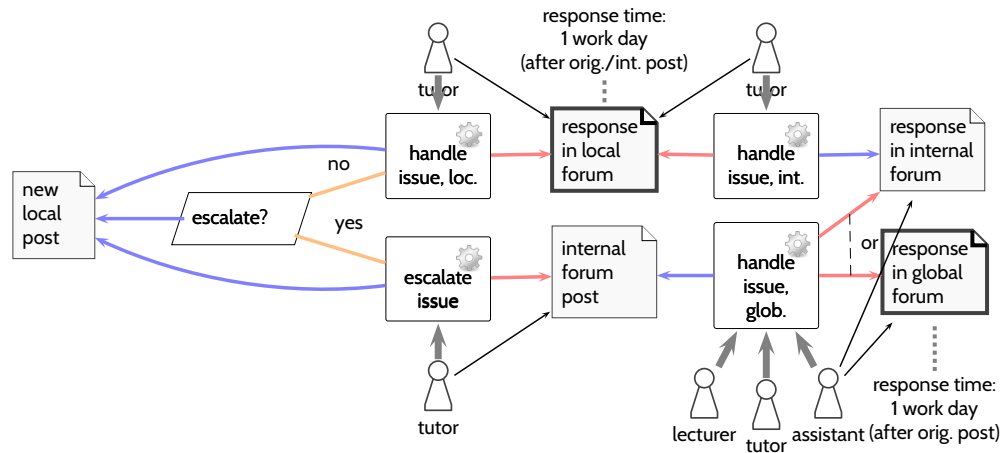 response time:
1 work day
(after orig./int. post)
tutor
tutor
response
in local
forum
handle
issue, loc.
handle
issue, int.
response
in internal
forum
no
new
local
post
escalate?
yes
escalate
issue
internal
forum
post
handle
issue,
glob.
or
response
in global
forum
tutor
lecturer
tutor
assistant
response time:
1 work day
(after orig. post)